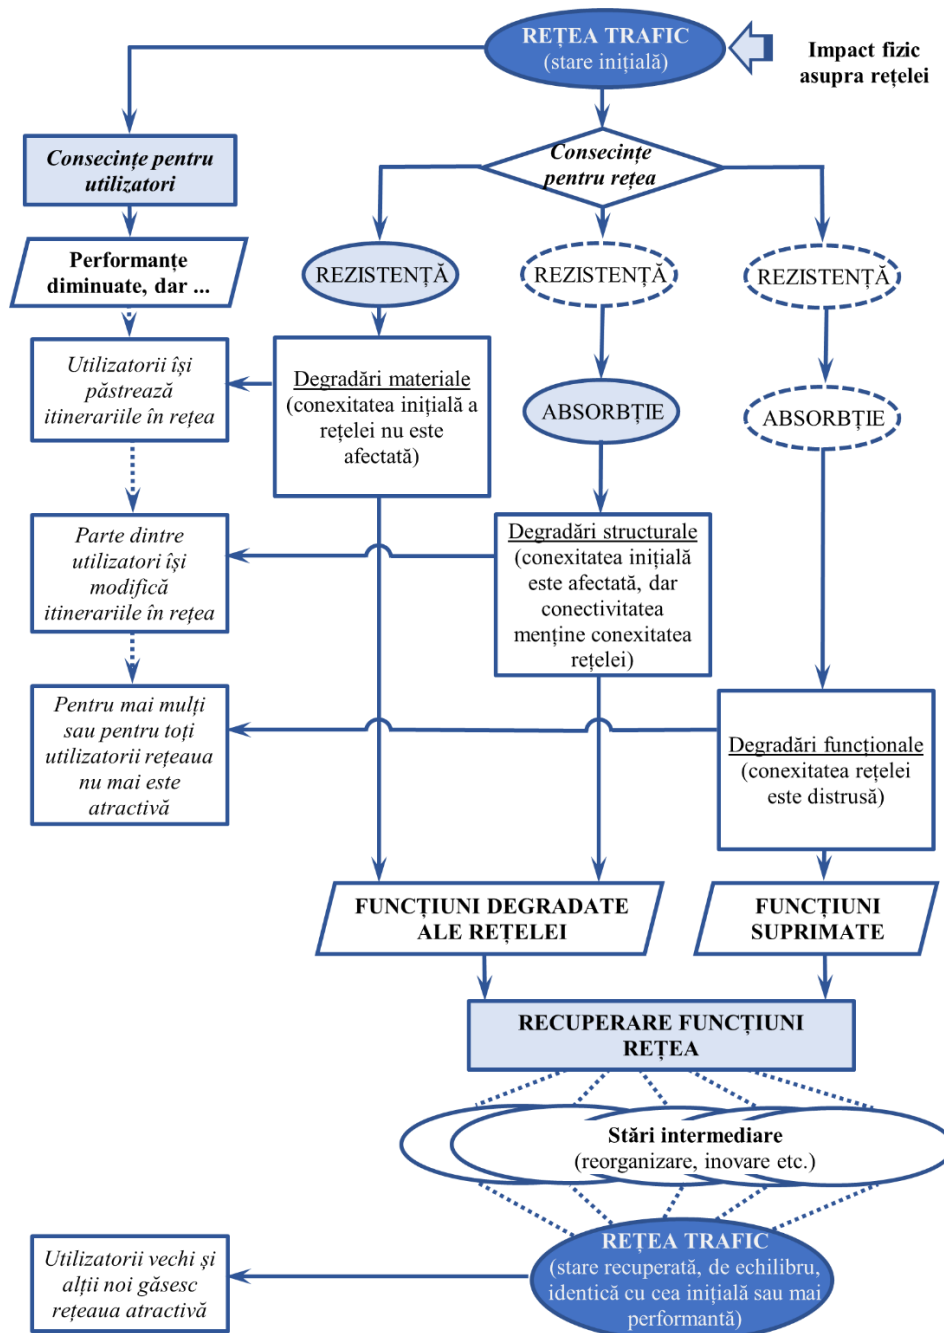 REȚEA TRAFIC
(stare inițială)
Impact fizic
asupra rețelei
Consecințe pentru
utilizatori
Consecințe
pentru rețea
Performanțe
diminuate, dar ...
REZISTENȚĂ
REZISTENȚĂ
REZISTENȚĂ
Utilizatorii își
păstrează
itinerariile în rețea
Degradări materiale
(conexitatea inițială a
rețelei nu este
afectată)
ABSORBȚIE
ABSORBȚIE
Parte dintre
utilizatori își
modifică
itinerariile în rețea
Degradări structurale
(conexitatea inițială
este afectată, dar
conectivitatea
menține conexitatea
rețelei)
Pentru mai mulți
sau pentru toți
utilizatorii rețeaua
nu mai este
atractivă
Degradări funcționale
(conexitatea rețelei
este distrusă)
FUNCȚIUNI DEGRADATE
ALE REȚELEI
FUNCȚIUNI
SUPRIMATE
RECUPERARE FUNCȚIUNI
REȚEA
Stări intermediare
(reorganizare, inovare etc.)
REȚEA TRAFIC
(stare recuperată, de echilibru,
identică cu cea inițială sau mai
performantă)
Utilizatorii vechi și
alții noi găsesc
rețeaua atractivă